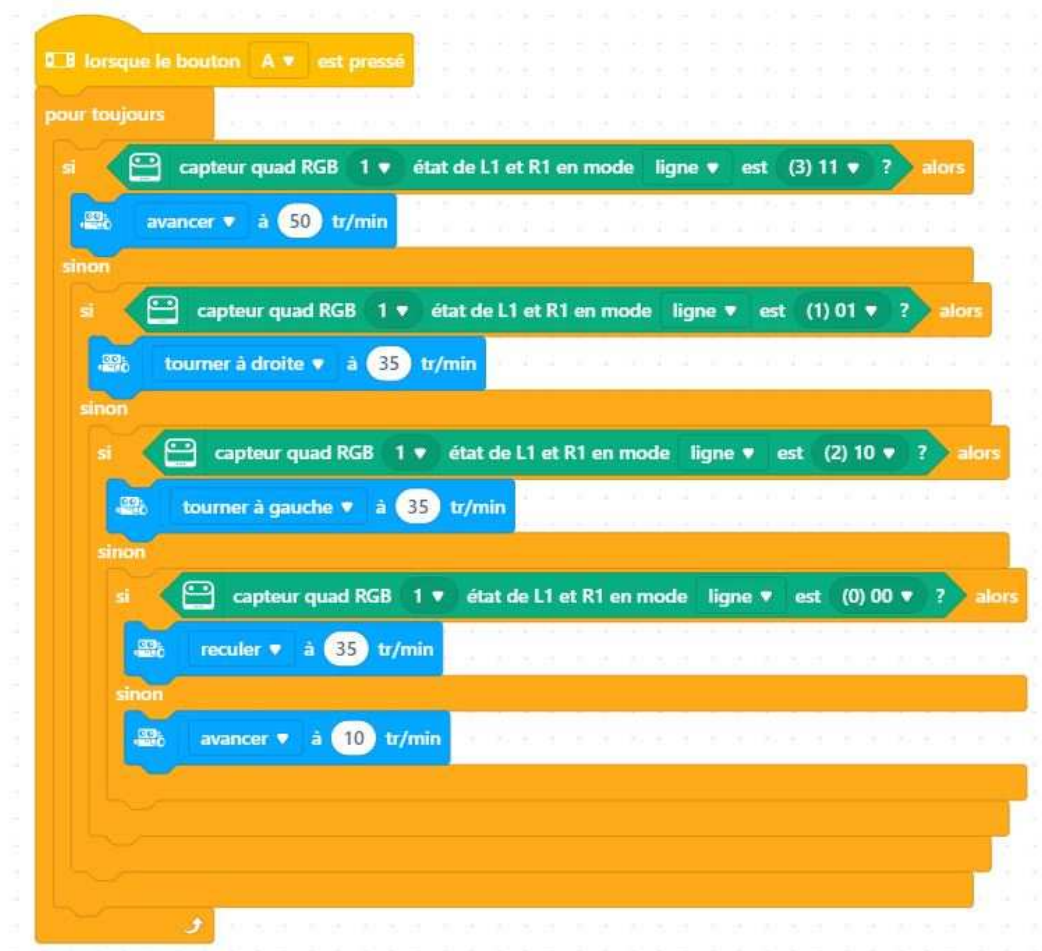 lorsque le bouton A est pressé
pour toujours
si capteur quad RGB 1 état de L1 et R1 en mode ligne est (3) 11 ? alors
avancer à 50 tr/min
sinon
si capteur quad RGB 1 état de L1 et R1 en mode ligne est (1) 01 ? alors
tourner à droite à 35 tr/min
sinon
si capteur quad RGB 1 état de L1 et R1 en mode ligne est (2) 10 ? alors
tourner à gauche à 35 tr/min
sinon
si capteur quad RGB 1 état de L1 et R1 en mode ligne est (0) 00 ? alors
reculer à 35 tr/min
sinon
avancer à 10 tr/min